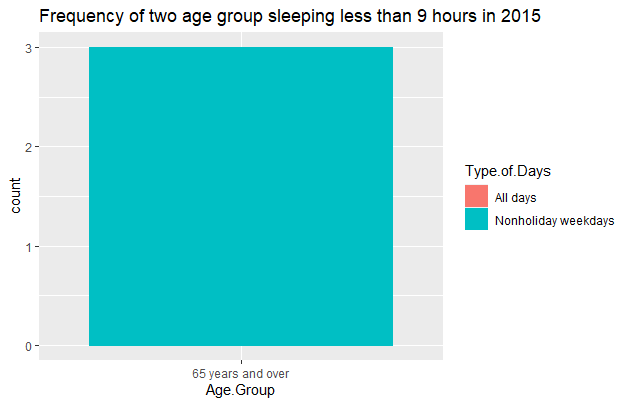 Frequency of two age group sleeping less than 9 hours in 2015
3
2
1
0
count
65 years and over
Age.Group
Type.of.Days
All days
Nonholiday weekdays